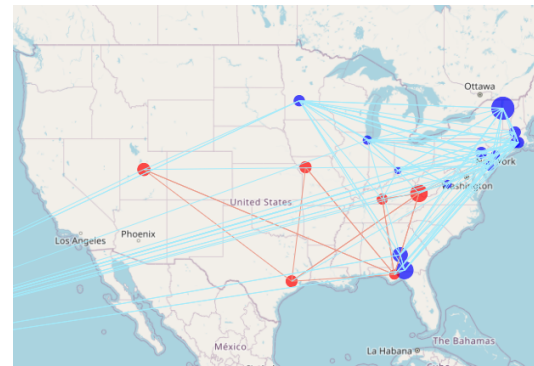 Ottawa
York
Washington
United States
Los Angeles
Phoenix
The Bahamas
México
La Habana